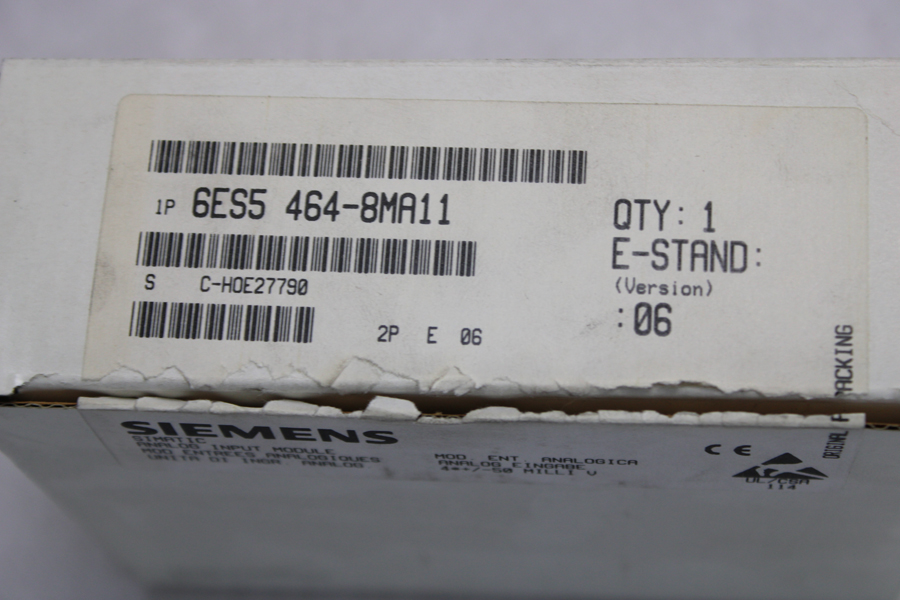 1P 6ES5 464-8MA11
S C-HOE27790
2P E 06
QTY: 1
E-STAND:
(Version)
:06
SIEMENS
SIMATIC
ANALOG INPUT MODULE
MOD ENTREES ANALOGIQUES
UNITA DI INGR ANALOG
MOD ENT. ANALOGICA
ANALOG EINGABE
4*+/-50 MILLI V
CE
UL/CSA
114
ORIGINAL PACKING